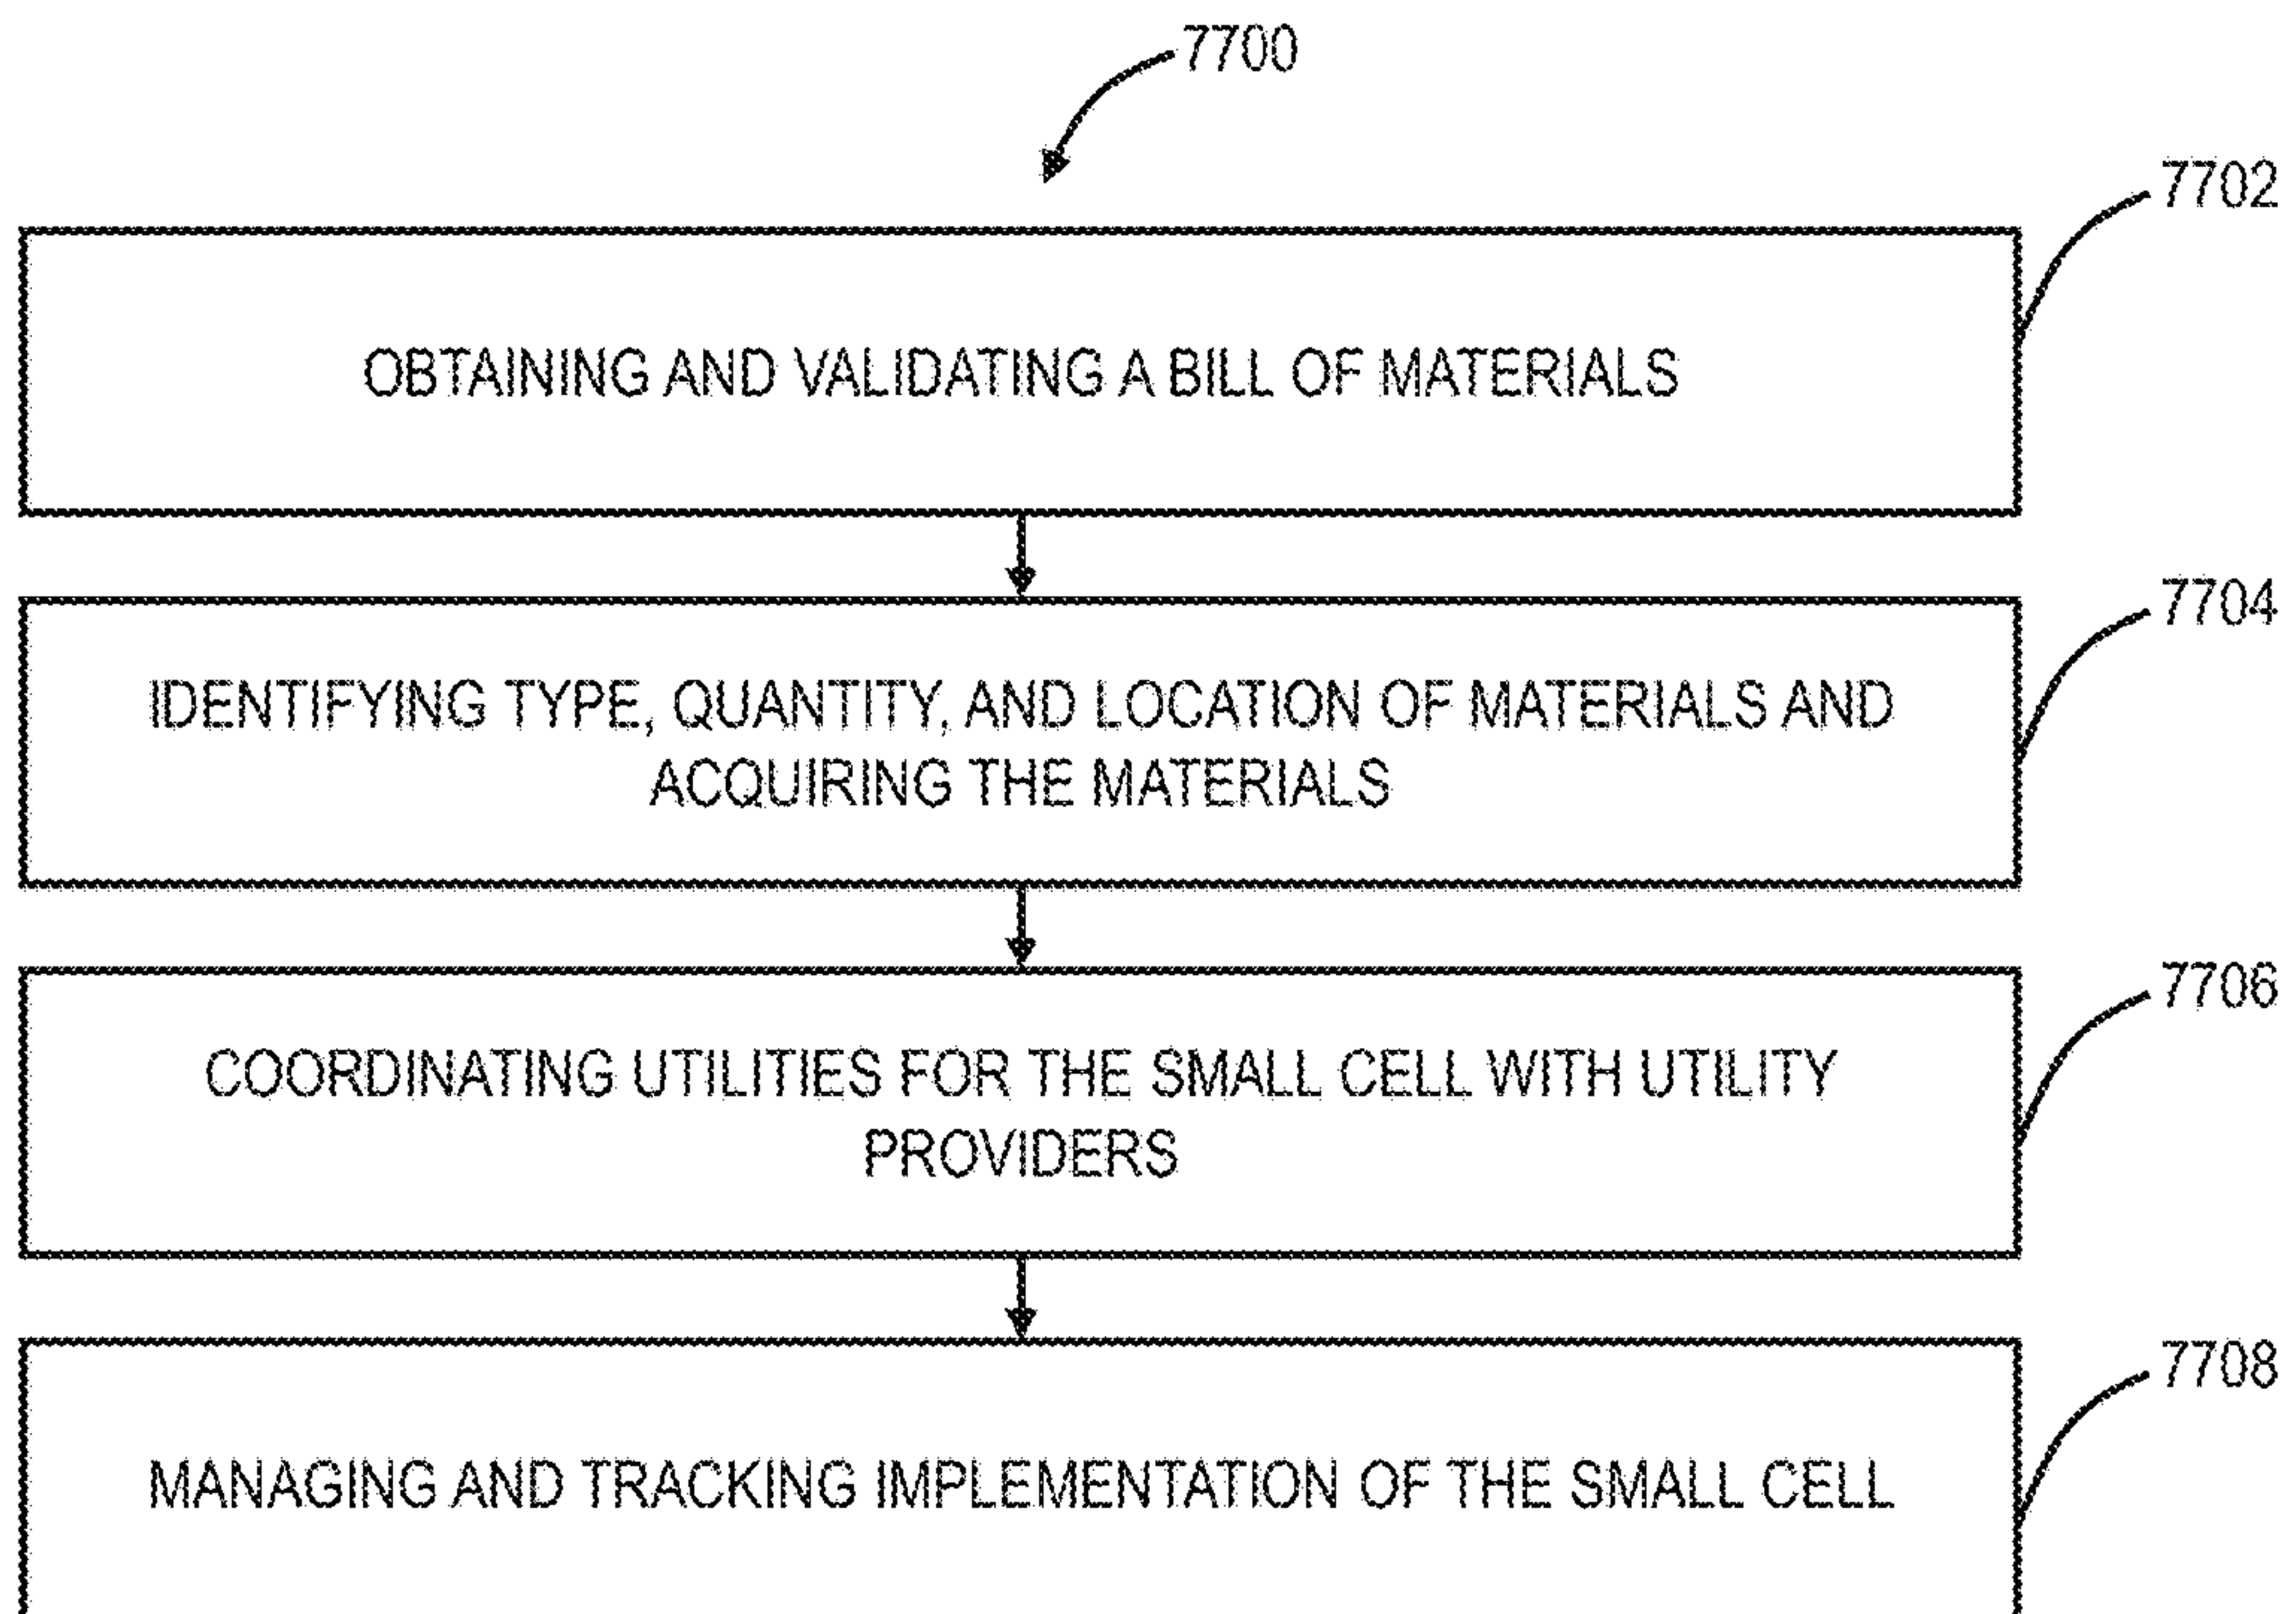 7700
7702
OBTAINING AND VALIDATING A BILL OF MATERIALS
7704
IDENTIFYING TYPE, QUANTITY, AND LOCATION OF MATERIALS AND
ACQUIRING THE MATERIALS
7706
COORDINATING UTILITIES FOR THE SMALL CELL WITH UTILITY
PROVIDERS
7708
MANAGING AND TRACKING IMPLEMENTATION OF THE SMALL CELL